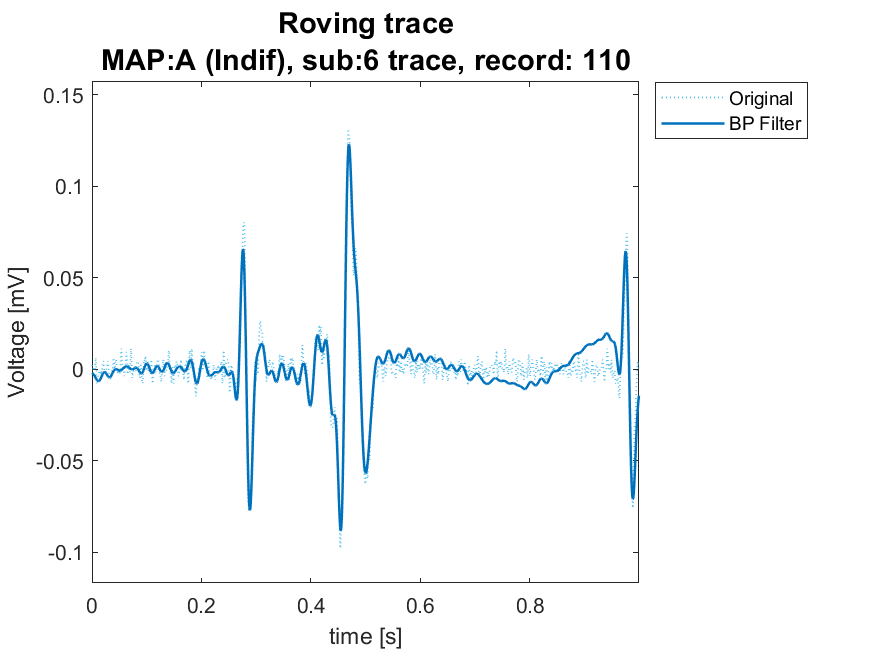 Roving trace
MAP:A (Indif), sub:6 trace, record: 110
Original
BP Filter
0.15
0.1
0.05
0
-0.05
-0.1
Voltage [mV]
0 0.2 0.4 0.6 0.8
time [s]